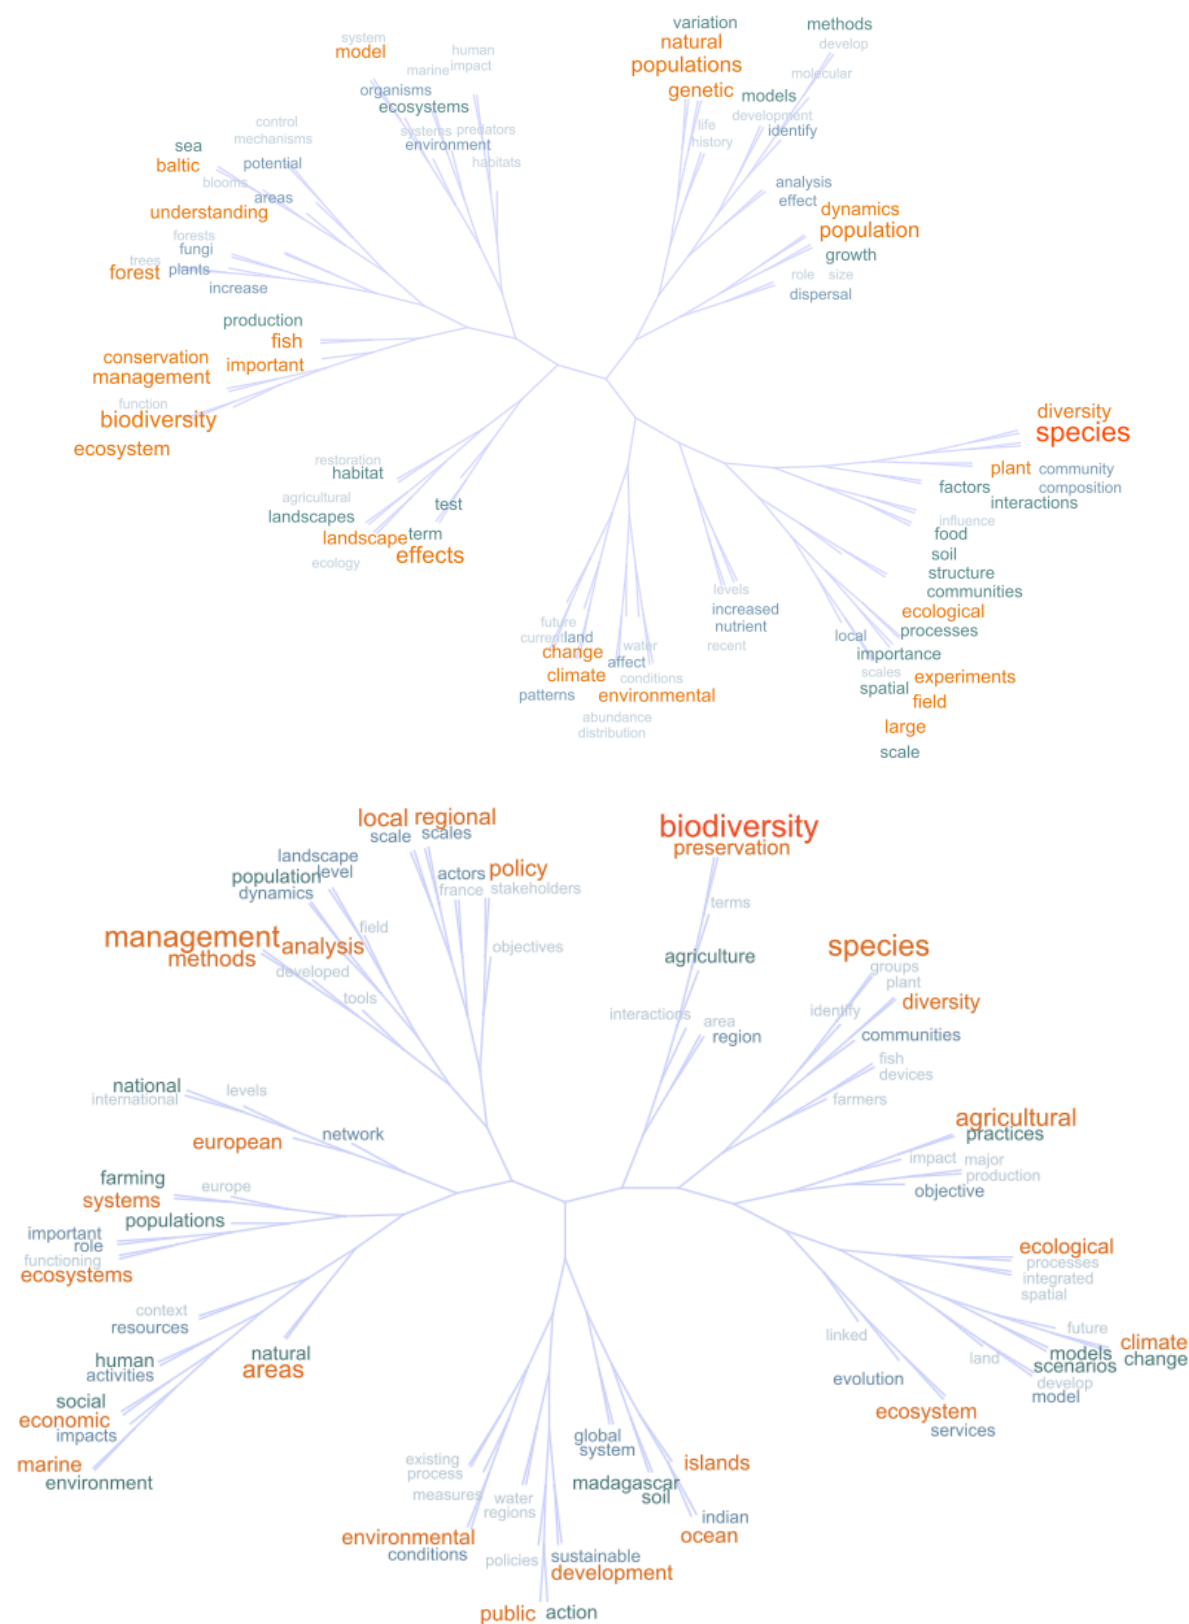 variation
methods
system
natural
develop
human
model
marine
impact
populations
molecular
organisms
genetic
models
ecosystems
development
control
life
systems
predators
identify
mechanisms
history
sea
environment
baltic
potential
habitats
blooms
analysis
areas
effect
understanding
dynamics
forests
population
fungi
growth
trees
forest
plants
role
size
increase
dispersal
production
fish
conservation
important
management
function
biodiversity
diversity
ecosystem
species
restoration
plant
community
habitat
factors
composition
agricultural
interactions
test
landscapes
influence
landscape
term
food
effects
soil
ecology
structure
levels
communities
increased
ecological
future
nutrient
processes
current
land
local
change
water
recent
importance
affect
scales
climate
conditions
experiments
patterns
environmental
spatial
field
abundance
large
distribution
scale
local regional
biodiversity
scale
scales
preservation
landscape
level
policy
population
actors
dynamics
france
stakeholders
terms
field
management
analysis
objectives
agriculture
species
methods
groups
developed
plant
tools
diversity
interactions
identify
area
region
communities
fish
devices
national
levels
international
farmers
agricultural
network
practices
european
impact
major
farming
production
systems
europe
objective
populations
important
role
ecological
functioning
processes
ecosystems
integrated
spatial
context
resources
linked
future
natural
climate
human
land
models
change
activities
areas
scenarios
evolution
develop
social
model
economic
ecosystem
impacts
services
global
system
marine
existing
islands
environment
process
madagascar
measures
water
soil
regions
indian
environmental
ocean
conditions
policies
sustainable
development
public
action